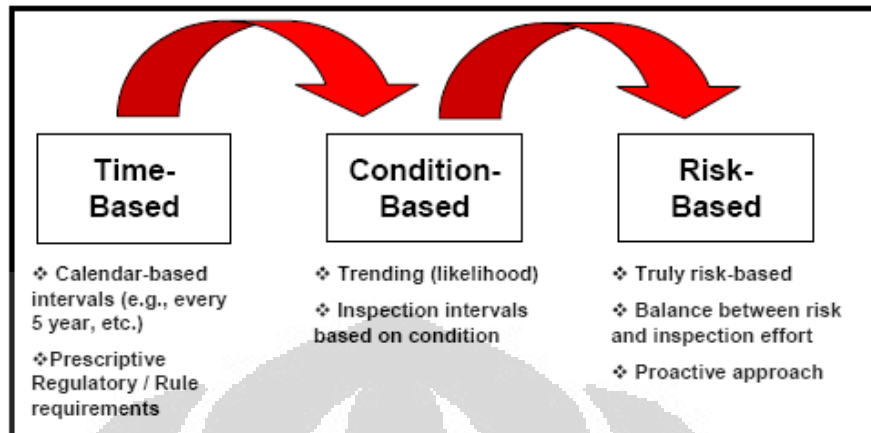 Time-
Based
❖ Calendar-based
intervals (e.g., every
5 year, etc.)
❖Prescriptive
Regulatory / Rule
requirements
Condition-
Based
❖ Trending (likelihood)
❖ Inspection intervals
based on condition
Risk-
Based
❖ Truly risk-based
❖ Balance between risk
and inspection effort
❖ Proactive approach